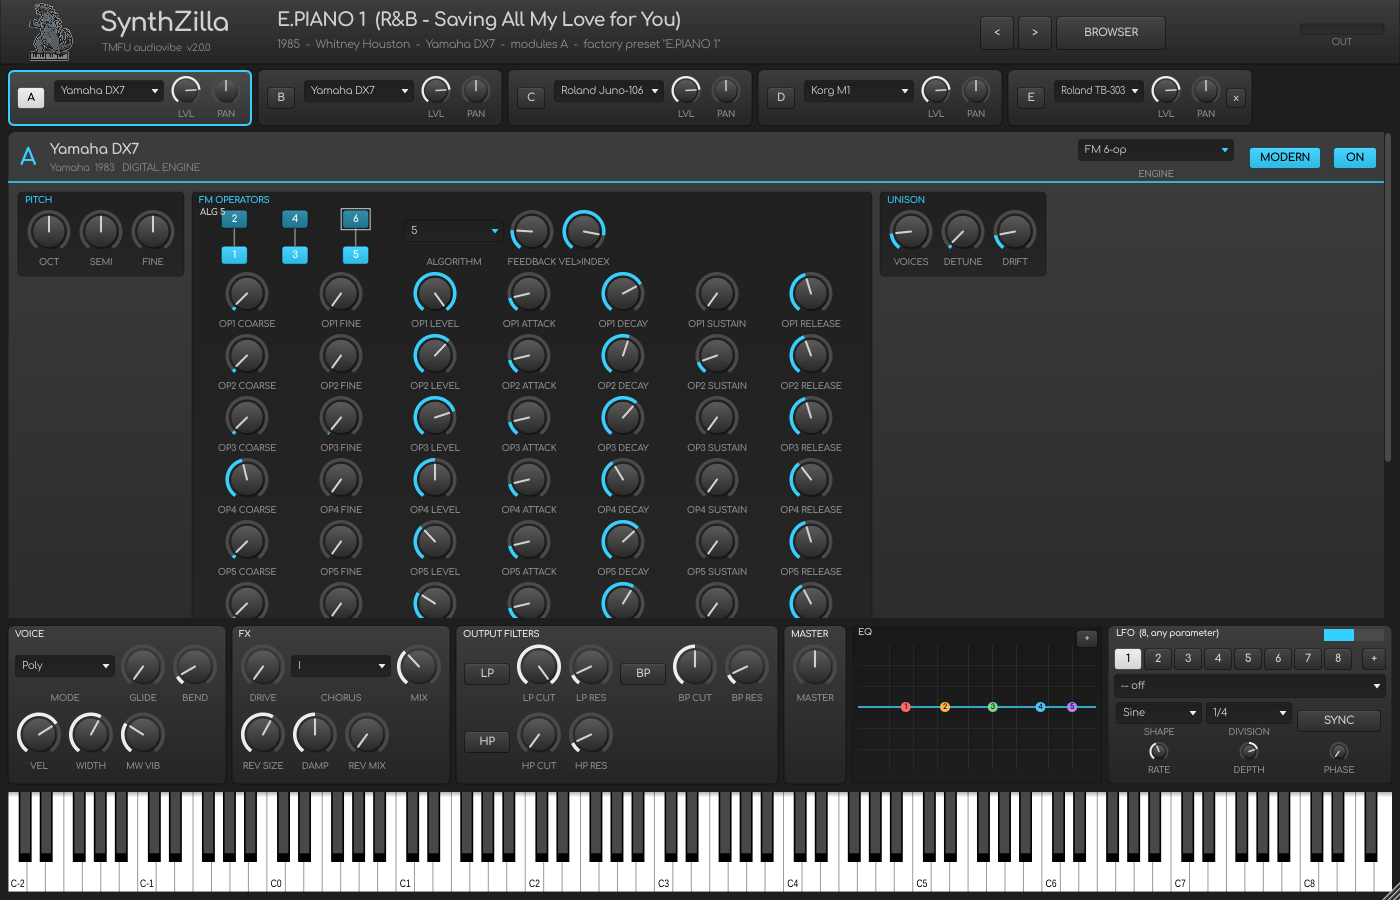 SynthZilla
TMFU audiovibe v2.0.0
E.PIANO 1 (R&B - Saving All My Love for You)
1985 - Whitney Houston - Yamaha DX7 - modules A - factory preset "E.PIANO 1"
< > BROWSER
OUT
A Yamaha DX7 LVL PAN
B Yamaha DX7 LVL PAN
C Roland Juno-106 LVL PAN
D Korg M1 LVL PAN
E Roland TB-303 LVL PAN x
A Yamaha DX7
Yamaha 1983 DIGITAL ENGINE
FM 6-op
ENGINE
MODERN ON
PITCH
OCT SEMI FINE
FM OPERATORS
ALG 5
2 4 6
1 3 5
5
ALGORITHM FEEDBACK VEL>INDEX
OP1 COARSE OP1 FINE OP1 LEVEL OP1 ATTACK OP1 DECAY OP1 SUSTAIN OP1 RELEASE
OP2 COARSE OP2 FINE OP2 LEVEL OP2 ATTACK OP2 DECAY OP2 SUSTAIN OP2 RELEASE
OP3 COARSE OP3 FINE OP3 LEVEL OP3 ATTACK OP3 DECAY OP3 SUSTAIN OP3 RELEASE
OP4 COARSE OP4 FINE OP4 LEVEL OP4 ATTACK OP4 DECAY OP4 SUSTAIN OP4 RELEASE
OP5 COARSE OP5 FINE OP5 LEVEL OP5 ATTACK OP5 DECAY OP5 SUSTAIN OP5 RELEASE
UNISON
VOICES DETUNE DRIFT
VOICE
Poly
MODE GLIDE BEND
VEL WIDTH MW VIB
FX
I
DRIVE CHORUS MIX
REV SIZE DAMP REV MIX
OUTPUT FILTERS
LP LP CUT LP RES BP BP CUT BP RES
HP HP CUT HP RES
MASTER
MASTER
EQ +
1 2 3 4 5
LFO (8, any parameter)
1 2 3 4 5 6 7 8 +
-- off
Sine 1/4 SYNC
SHAPE DIVISION
RATE DEPTH PHASE
C-2 C-1 C0 C1 C2 C3 C4 C5 C6 C7 C8